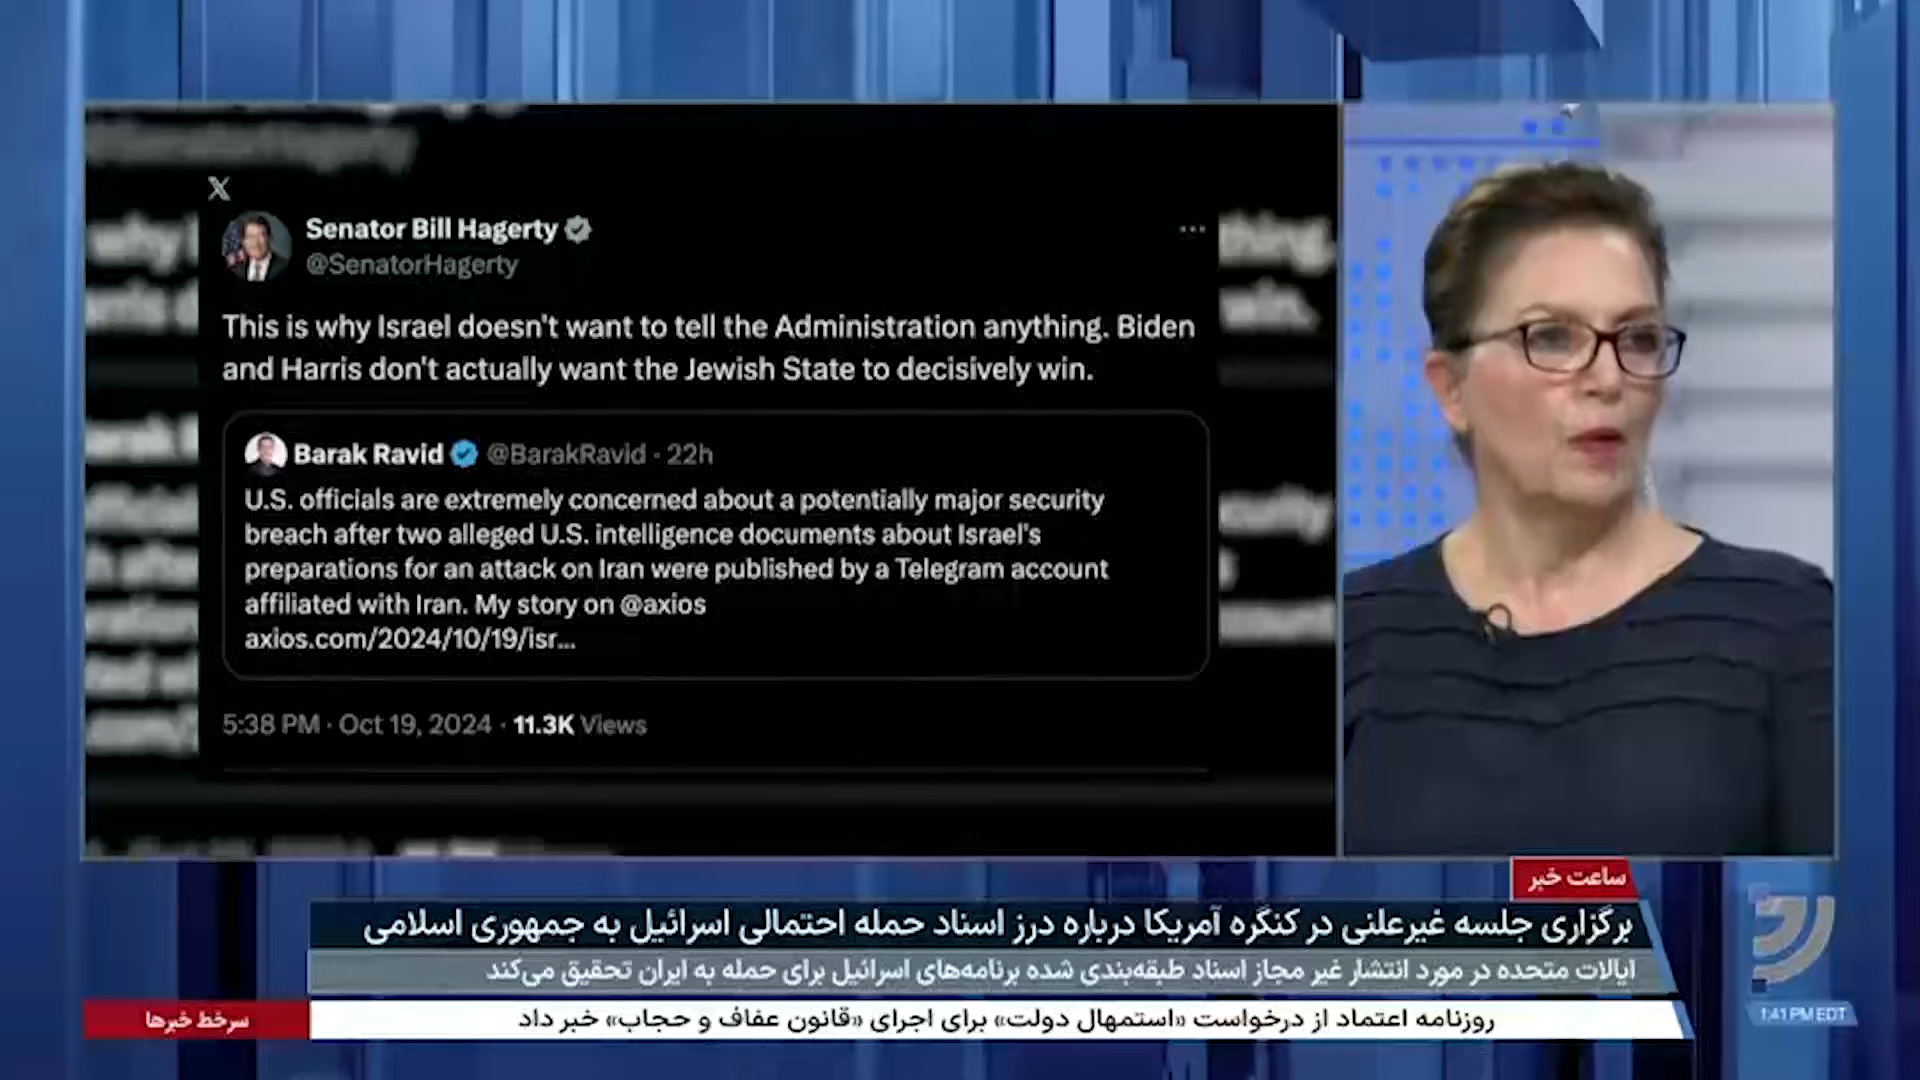 Senator Bill Hagerty
@SenatorHagerty
This is why Israel doesn't want to tell the Administration anything. Biden
and Harris don't actually want the Jewish State to decisively win.
Barak Ravid @BarakRavid · 22h
U.S. officials are extremely concerned about a potentially major security
breach after two alleged U.S. intelligence documents about Israel's
preparations for an attack on Iran were published by a Telegram account
affiliated with Iran. My story on @axios
axios.com/2024/10/19/isr...
5:38 PM · Oct 19, 2024 · 11.3K Views
ساعت خبر
برگزاری جلسه غیرعلنی در کنگره آمریکا درباره درز اسناد حمله احتمالی اسرائیل به جمهوری اسلامی
ایالات متحده در مورد انتشار غیر مجاز اسناد طبقه‌بندی شده برنامه‌های اسرائیل برای حمله به ایران تحقیق می‌کند
سرخط خبرها
روزنامه اعتماد از درخواست «استمهال دولت» برای اجرای «قانون عفاف و حجاب» خبر داد
1:41 PM EDT